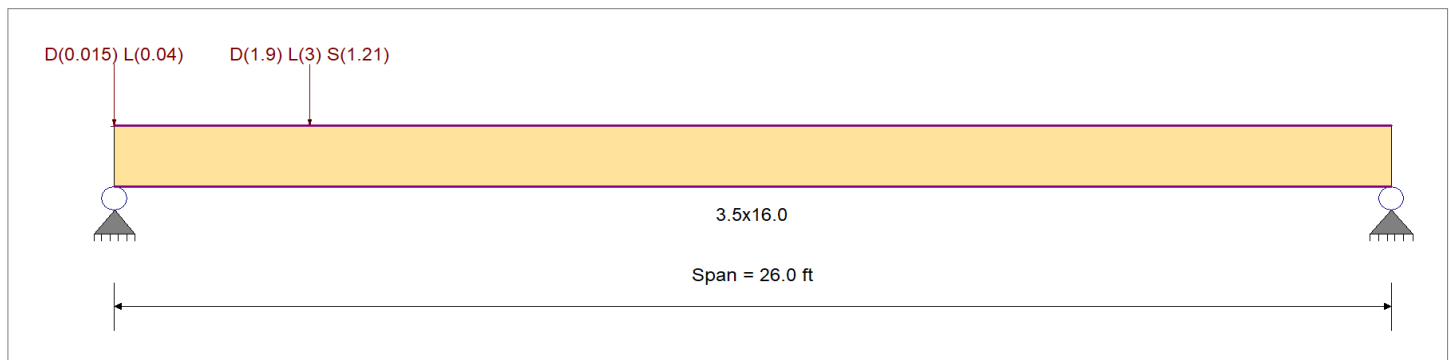 D(0.015) L(0.04) D(1.9) L(3) S(1.21)
3.5x16.0
Span = 26.0 ft